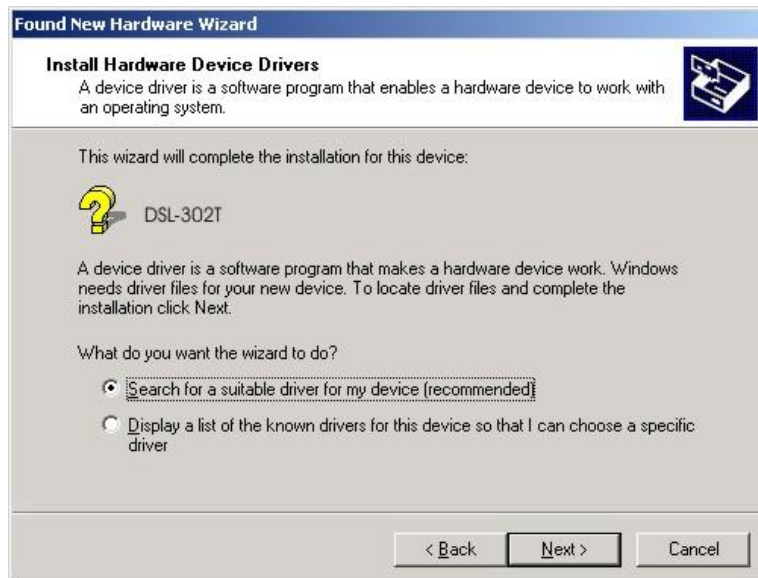 Found New Hardware Wizard
Install Hardware Device Drivers
A device driver is a software program that enables a hardware device to work with
an operating system.
This wizard will complete the installation for this device:
DSL-302T
A device driver is a software program that makes a hardware device work. Windows
needs driver files for your new device. To locate driver files and complete the
installation click Next.
What do you want the wizard to do?
Search for a suitable driver for my device (recommended)
Display a list of the known drivers for this device so that I can choose a specific
driver
< Back Next > Cancel